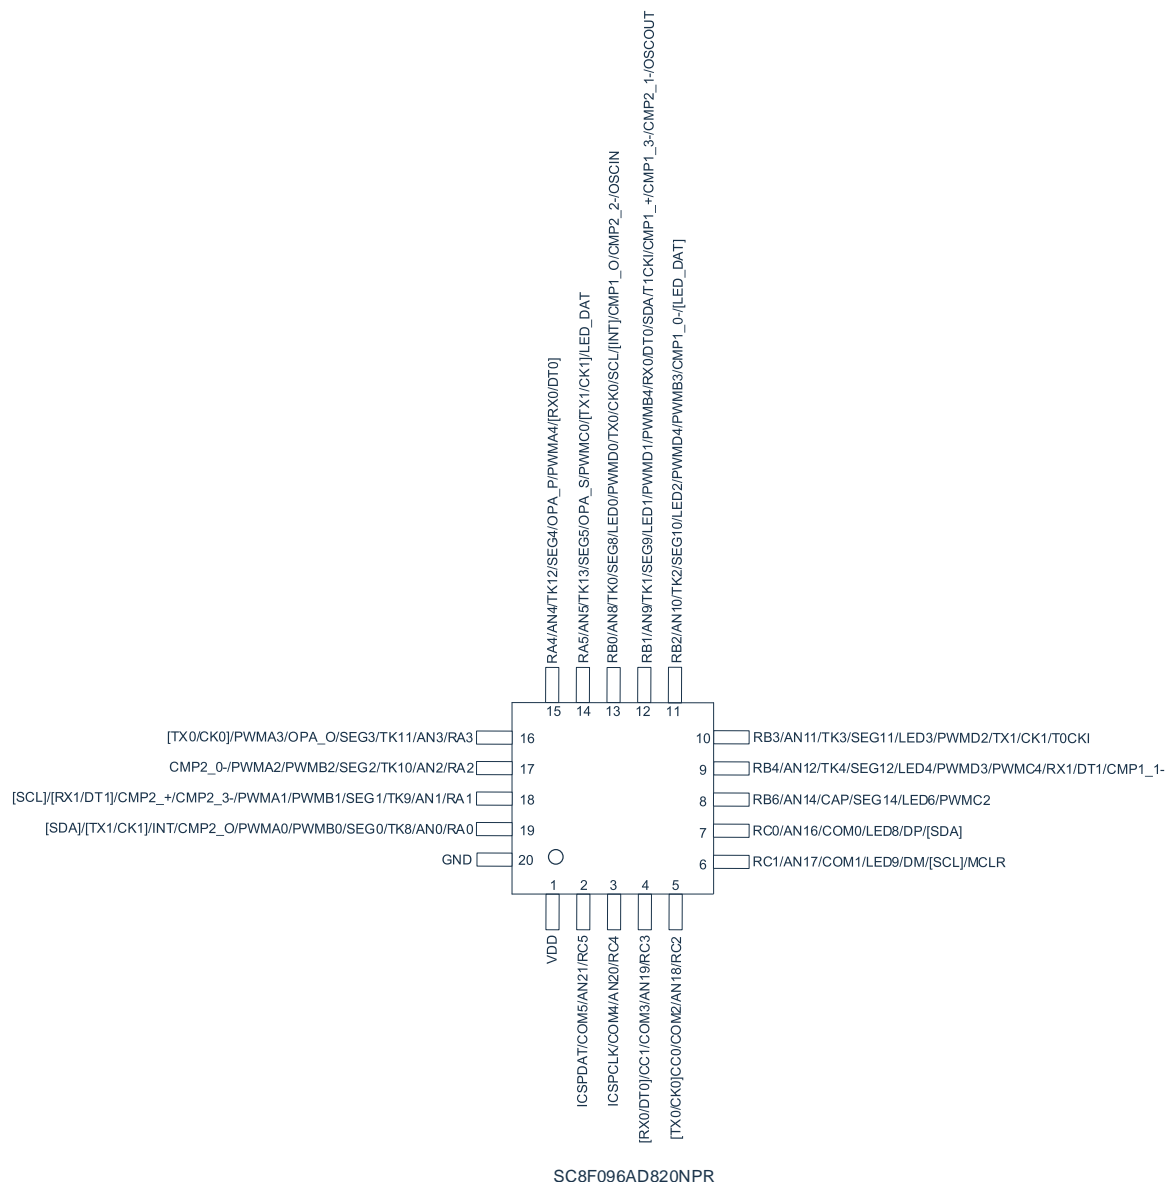 RA4/AN4/TK12/SEG4/OPA_P/PWMA4/[RX0/DT0]
RA5/AN5/TK13/SEG5/OPA_S/PWMC0/[TX1/CK1]/LED_DAT
RB0/AN8/TK0/SEG8/LED0/PWMD0/TX0/CK0/SCL/[INT]/CMP1_O/CMP2_2-/OSCIN
RB1/AN9/TK1/SEG9/LED1/PWMD1/PWMB4/RX0/DT0/SDA/T1CKI/CMP1_+/CMP1_3-/CMP2_1-/OSCOUT
RB2/AN10/TK2/SEG10/LED2/PWMD4/PWMB3/CMP1_0-/[LED_DAT]
15 14 13 12 11
[TX0/CK0]/PWMA3/OPA_O/SEG3/TK11/AN3/RA3 16
10 RB3/AN11/TK3/SEG11/LED3/PWMD2/TX1/CK1/T0CKI
CMP2_0-/PWMA2/PWMB2/SEG2/TK10/AN2/RA2 17
9 RB4/AN12/TK4/SEG12/LED4/PWMD3/PWMC4/RX1/DT1/CMP1_1-
[SCL]/[RX1/DT1]/CMP2_+/CMP2_3-/PWMA1/PWMB1/SEG1/TK9/AN1/RA1 18
8 RB6/AN14/CAP/SEG14/LED6/PWMC2
[SDA]/[TX1/CK1]/INT/CMP2_O/PWMA0/PWMB0/SEG0/TK8/AN0/RA0 19
7 RC0/AN16/COM0/LED8/DP/[SDA]
GND 20
6 RC1/AN17/COM1/LED9/DM/[SCL]/MCLR
1 2 3 4 5
VDD
ICSPDAT/COM5/AN21/RC5
ICSPCLK/COM4/AN20/RC4
[RX0/DT0]/CC1/COM3/AN19/RC3
[TX0/CK0]CC0/COM2/AN18/RC2
SC8F096AD820NPR